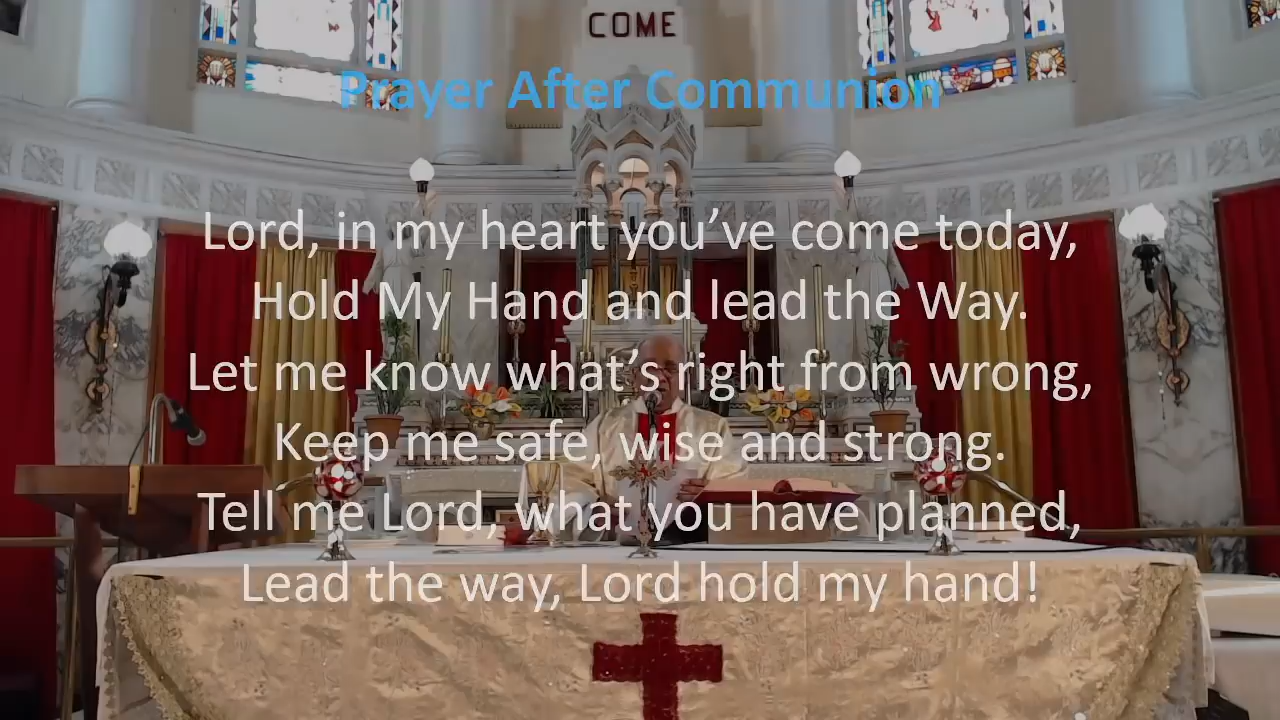 COME
Prayer After Communion
Lord, in my heart you’ve come today,
Hold My Hand and lead the Way.
Let me know what’s right from wrong,
Keep me safe, wise and strong.
Tell me Lord, what you have planned,
Lead the way, Lord hold my hand!